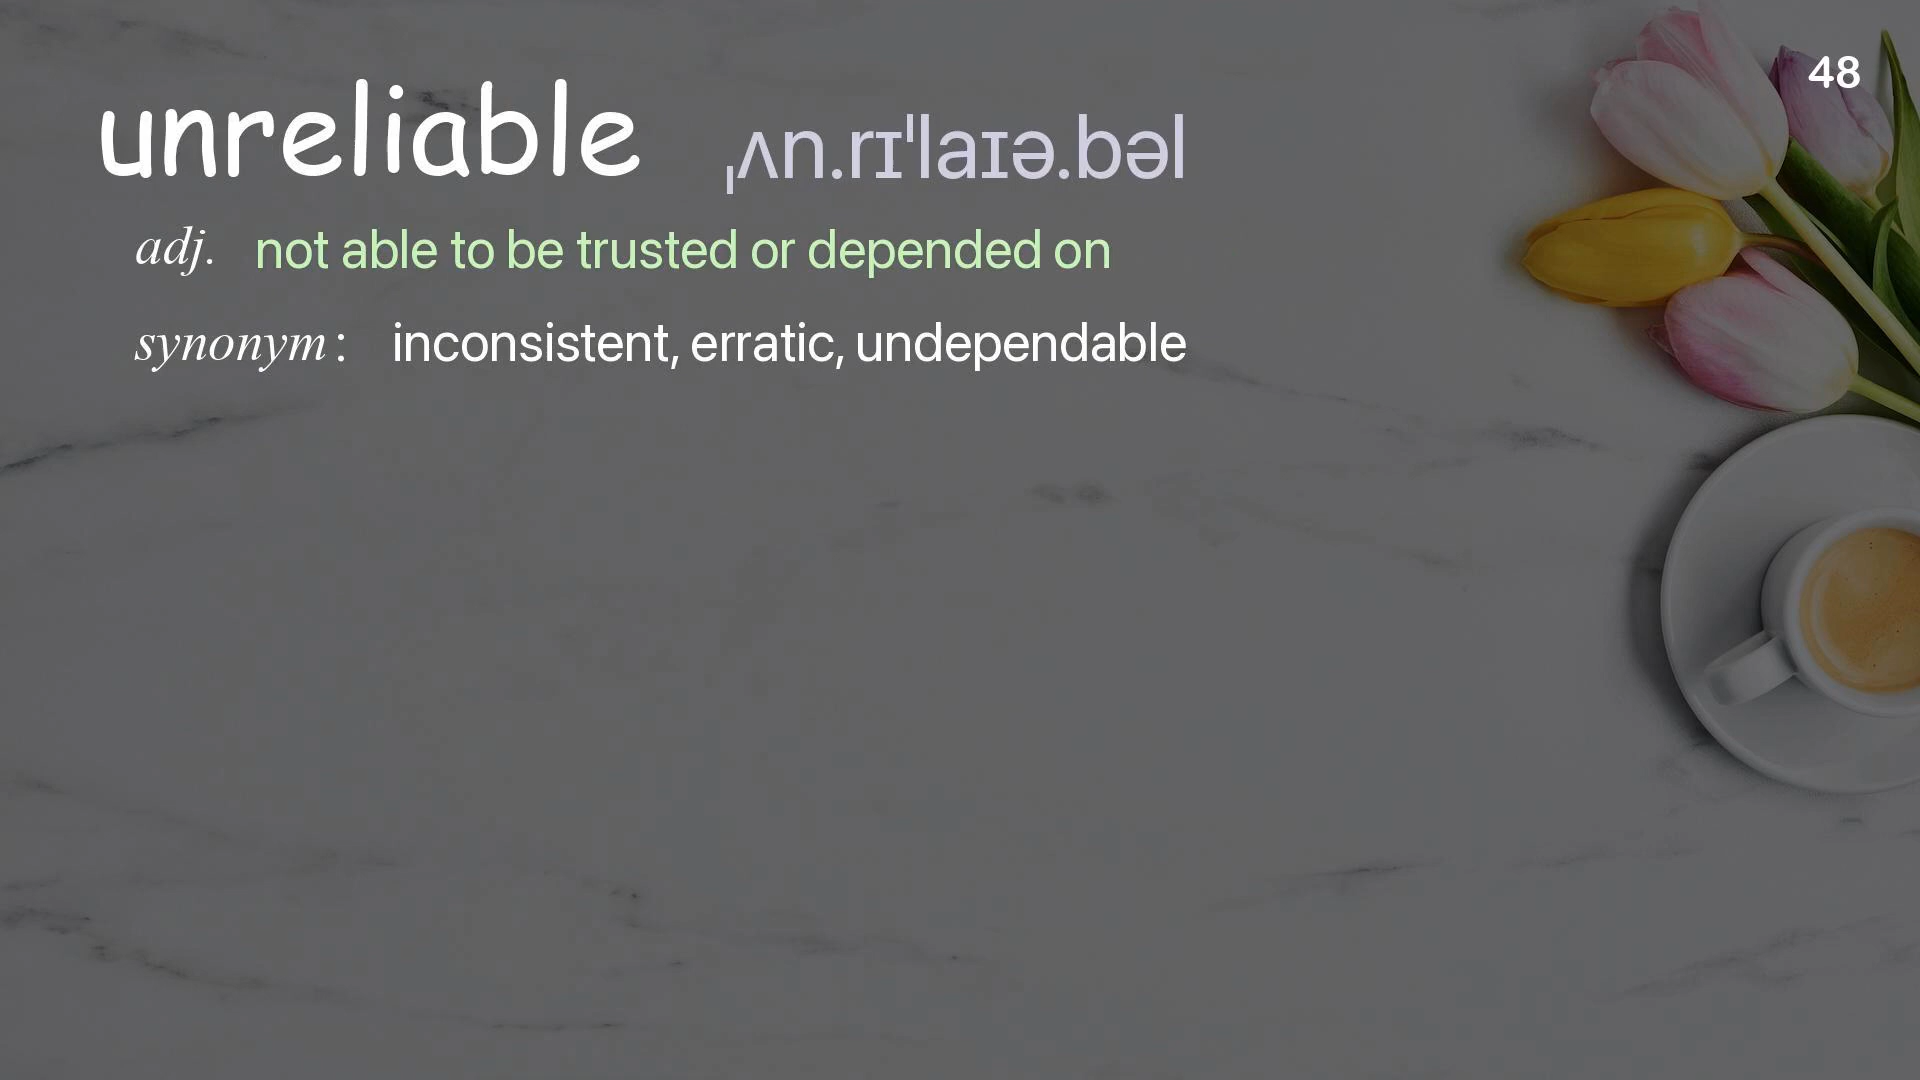 48
unreliable ˌʌn.rɪˈlaɪə.bəl
adj. not able to be trusted or depended on
synonym: inconsistent, erratic, undependable